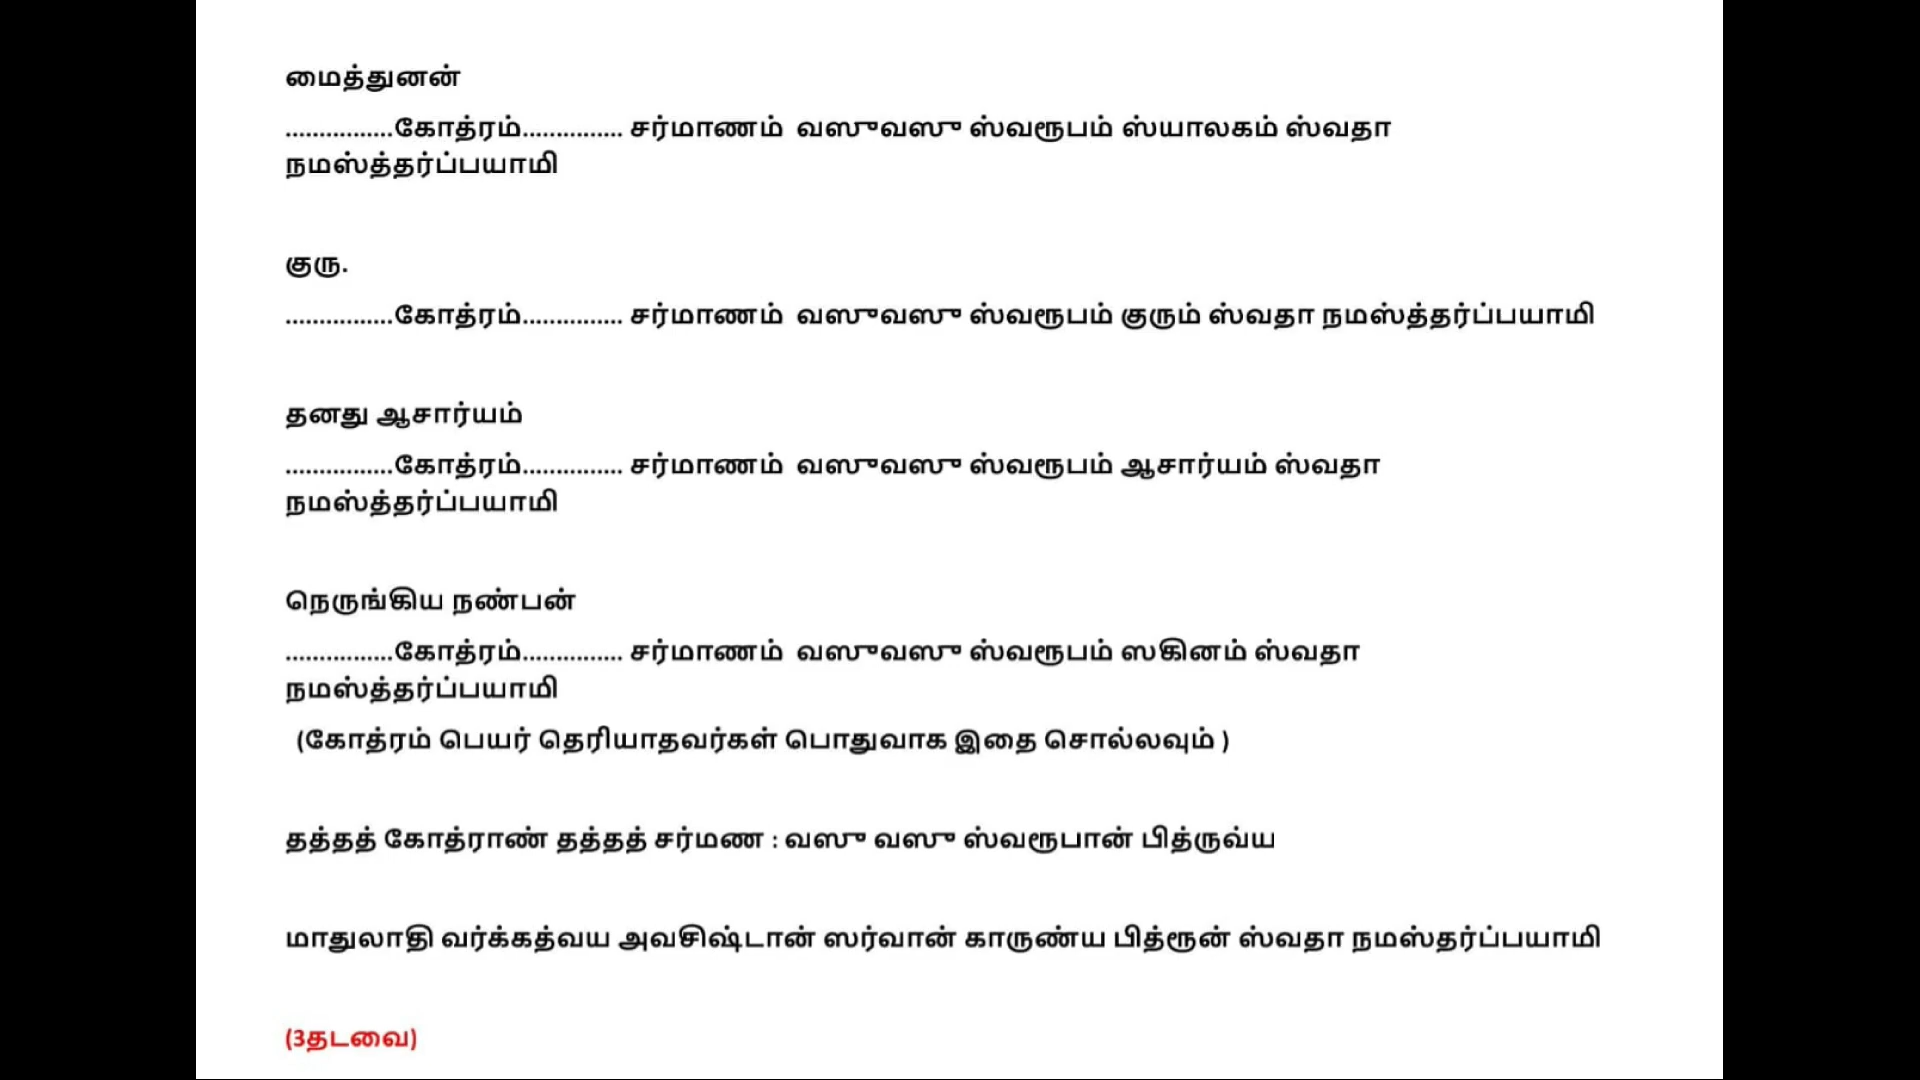 மைத்துனன்
................கோத்ரம்............... சர்மாணம் வஸுவஸு ஸ்வரூபம் ஸ்யாலகம் ஸ்வதா
நமஸ்த்தர்ப்பயாமி
குரு.
................கோத்ரம்............... சர்மாணம் வஸுவஸு ஸ்வரூபம் குரும் ஸ்வதா நமஸ்த்தர்ப்பயாமி
தனது ஆசார்யம்
................கோத்ரம்............... சர்மாணம் வஸுவஸு ஸ்வரூபம் ஆசார்யம் ஸ்வதா
நமஸ்த்தர்ப்பயாமி
நெருங்கிய நண்பன்
................கோத்ரம்............... சர்மாணம் வஸுவஸு ஸ்வரூபம் ஸகினம் ஸ்வதா
நமஸ்த்தர்ப்பயாமி
(கோத்ரம் பெயர் தெரியாதவர்கள் பொதுவாக இதை சொல்லவும் )
தத்தத் கோத்ராண் தத்தத் சர்மண : வஸு வஸு ஸ்வரூபான் பித்ருவ்ய
மாதுலாதி வர்க்கத்வய அவசிஷ்டான் ஸர்வான் காருண்ய பித்ரூன் ஸ்வதா நமஸ்தர்ப்பயாமி
(3தடவை)